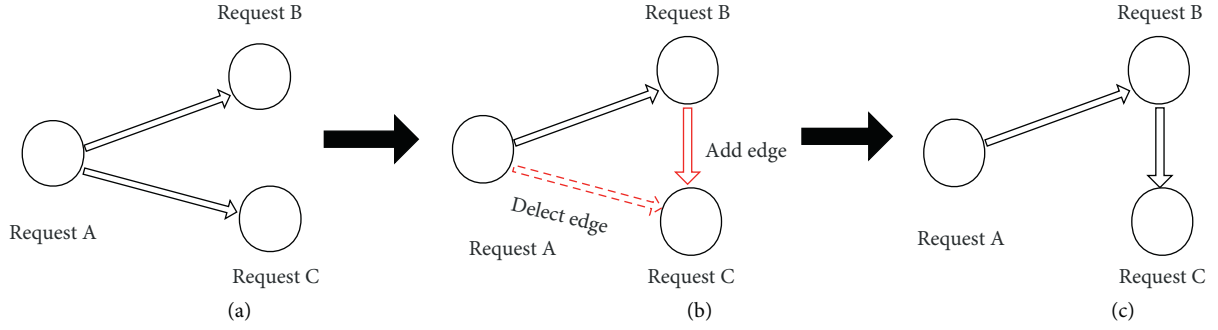 Request B
Request A
Request C
(a)
Request B
Add edge
Delect edge
Request A
Request C
(b)
Request B
Request A
Request C
(c)